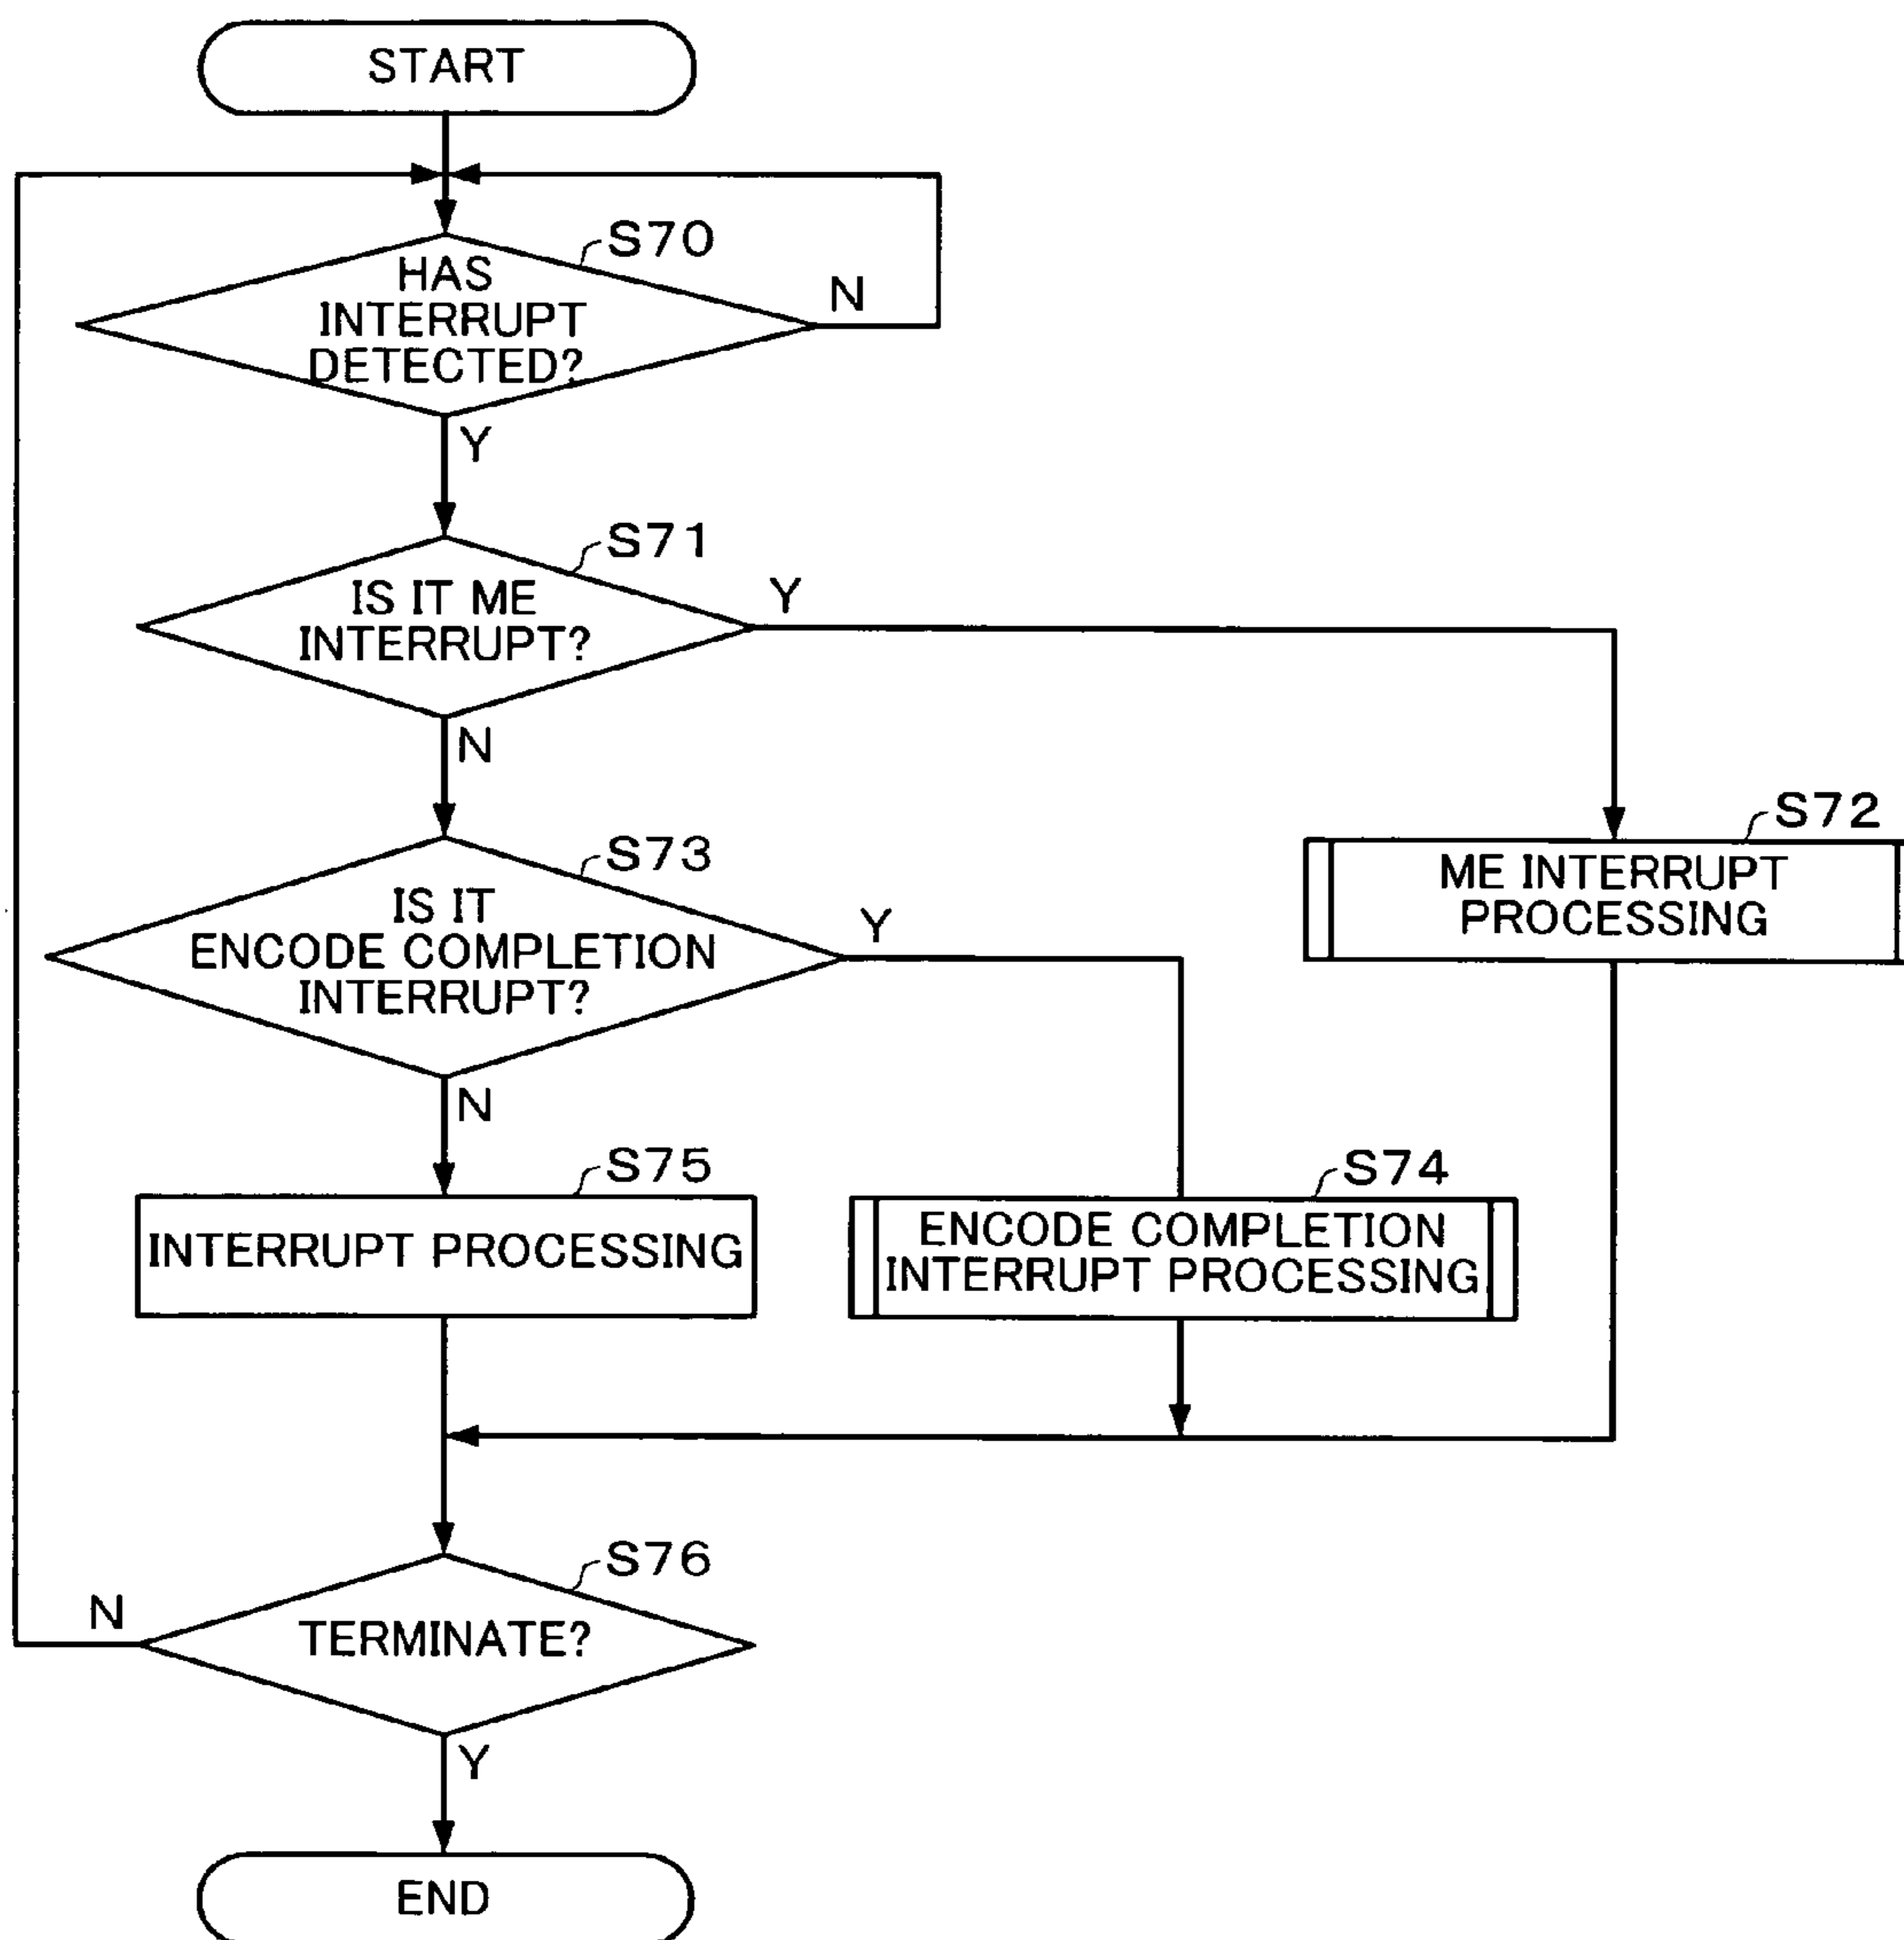 START
S70
HAS
INTERRUPT
DETECTED?
N
Y
S71
IS IT ME
INTERRUPT?
Y
N
S72
ME INTERRUPT
PROCESSING
S73
IS IT
ENCODE COMPLETION
INTERRUPT?
Y
N
S75
INTERRUPT PROCESSING
S74
ENCODE COMPLETION
INTERRUPT PROCESSING
S76
TERMINATE?
N
Y
END